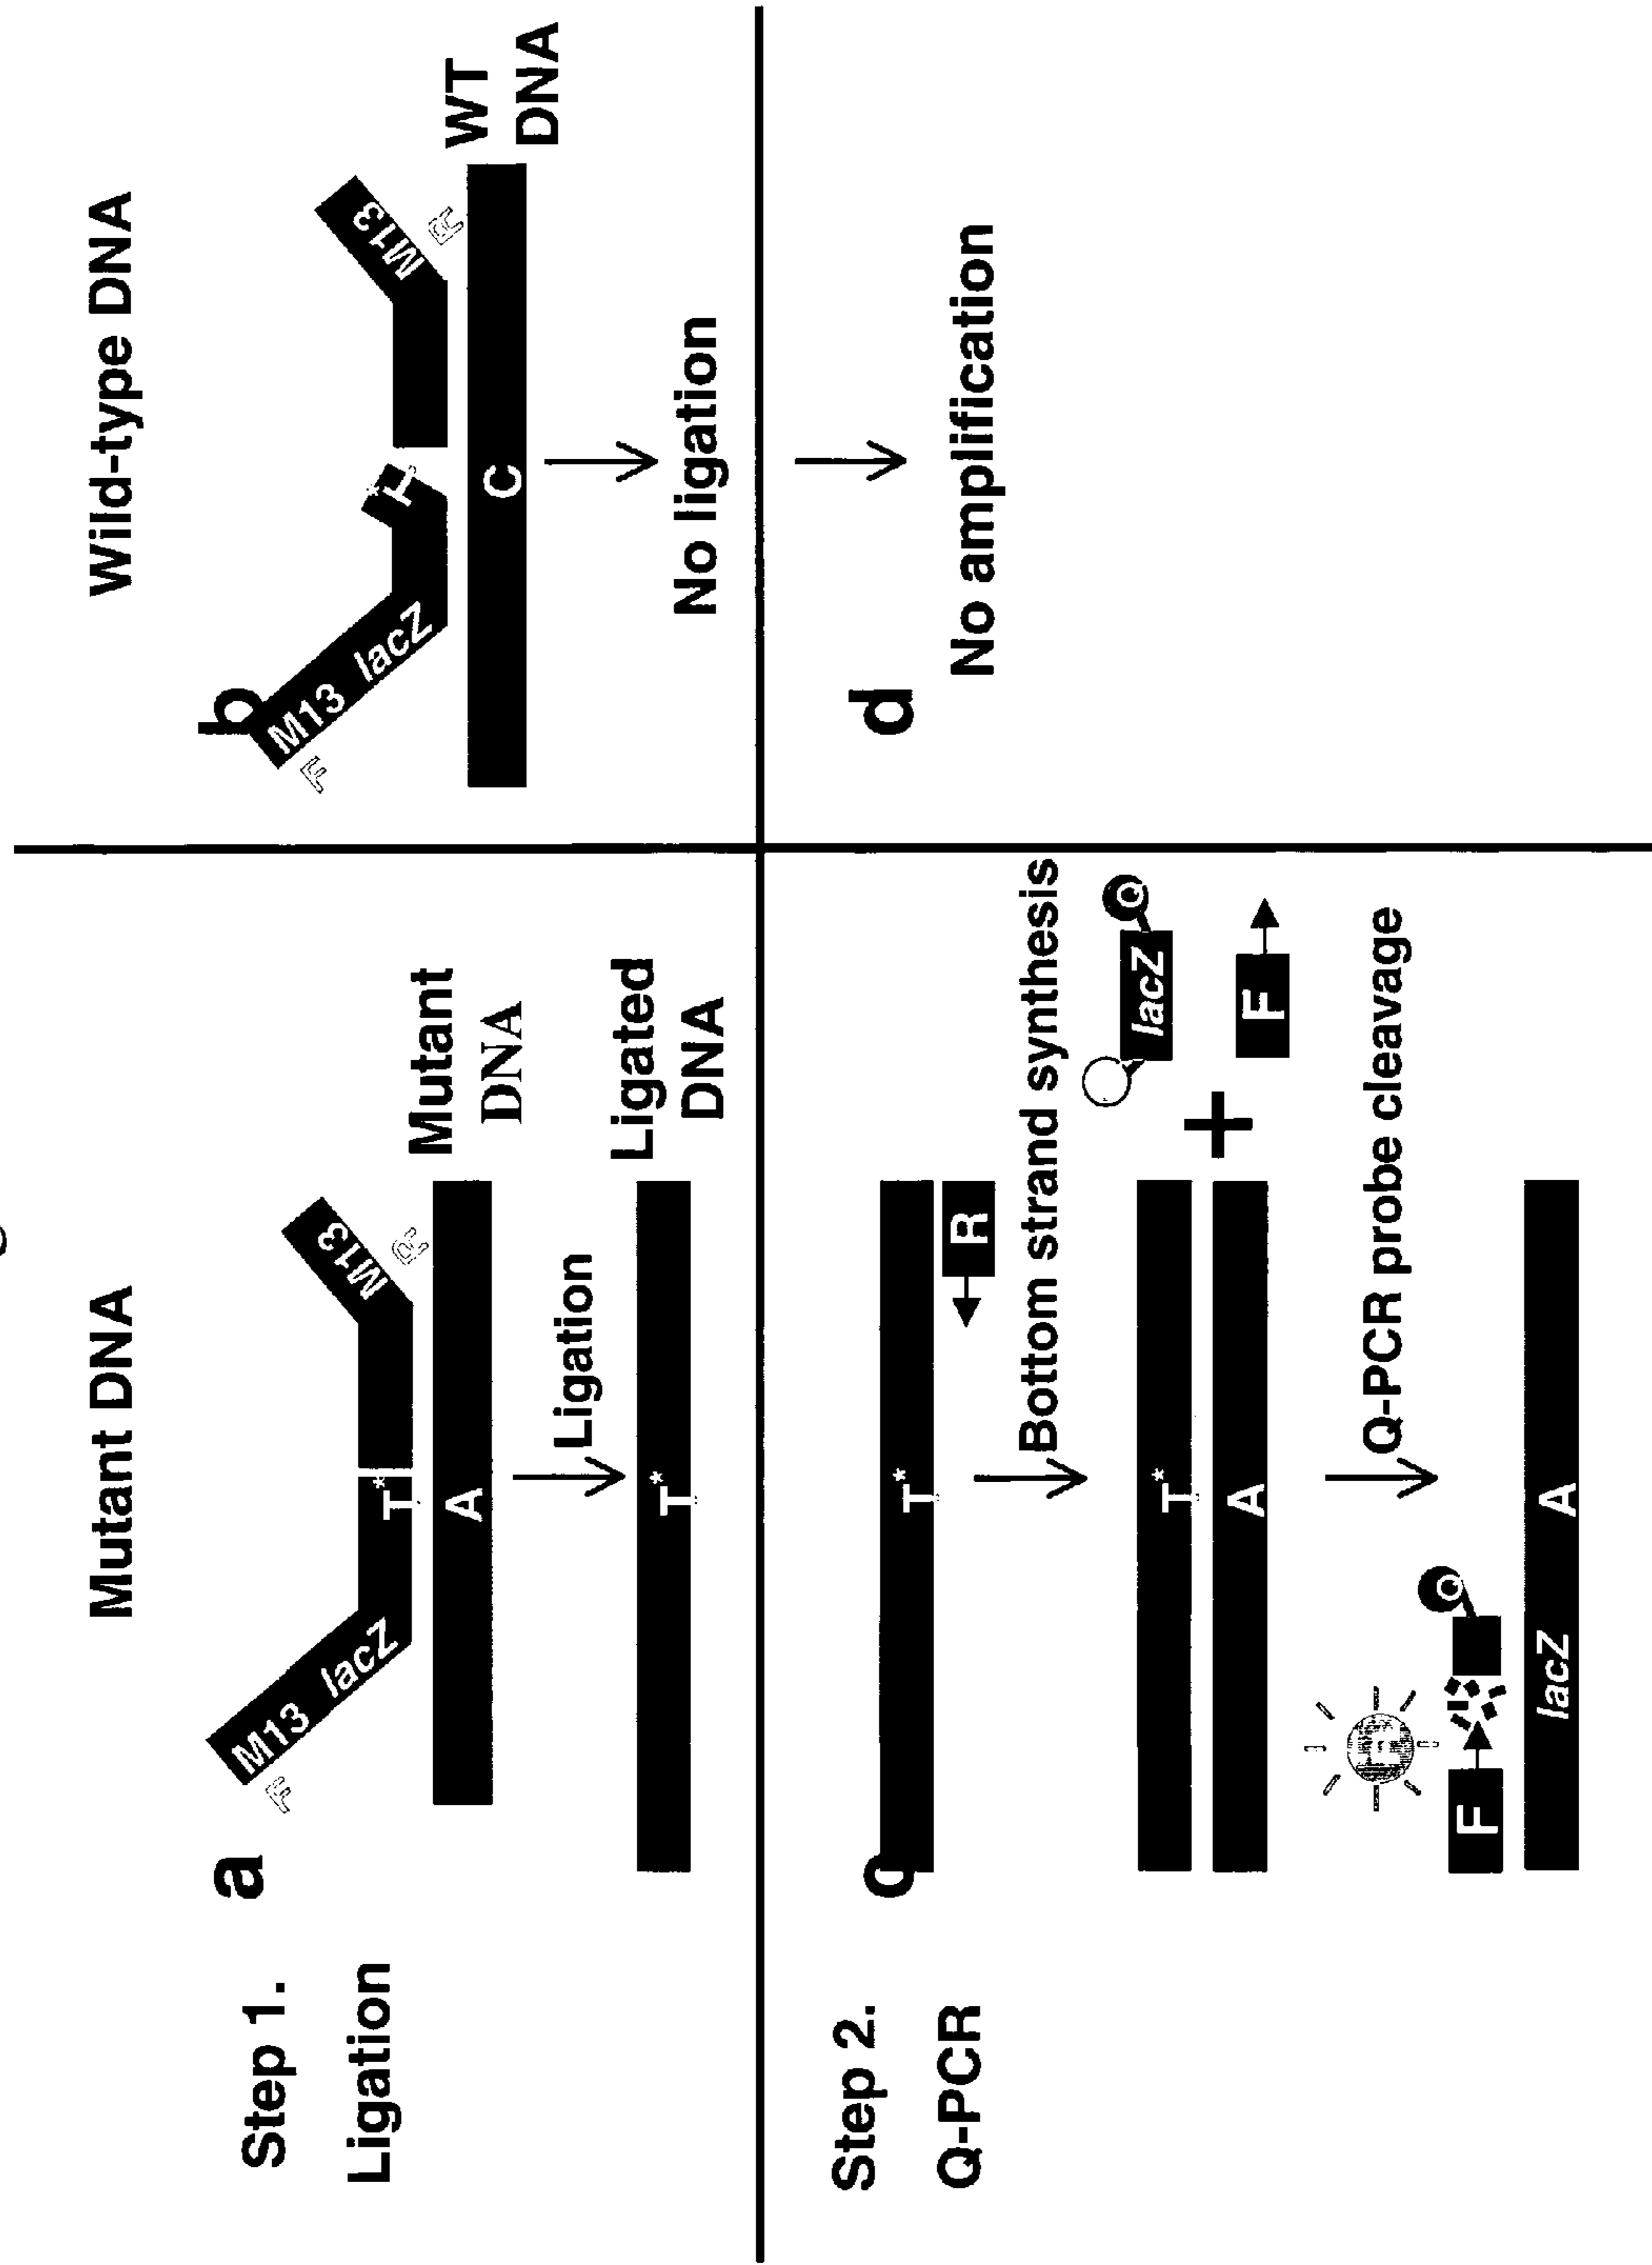 Mutant DNA
Wild-type DNA
Step 1.
Ligation
a
M13 lacZ
F
T*
M13
R
A
Mutant
DNA
Ligation
T*
Ligated
DNA
b
M13 lacZ
F
T*
M13
R
C
WT
DNA
No ligation
Step 2.
Q-PCR
c
T*
R
Bottom strand synthesis
T*
A
+
lacZ
Q
F
Q-PCR probe cleavage
F
F
Q
lacZ
A
d
No amplification